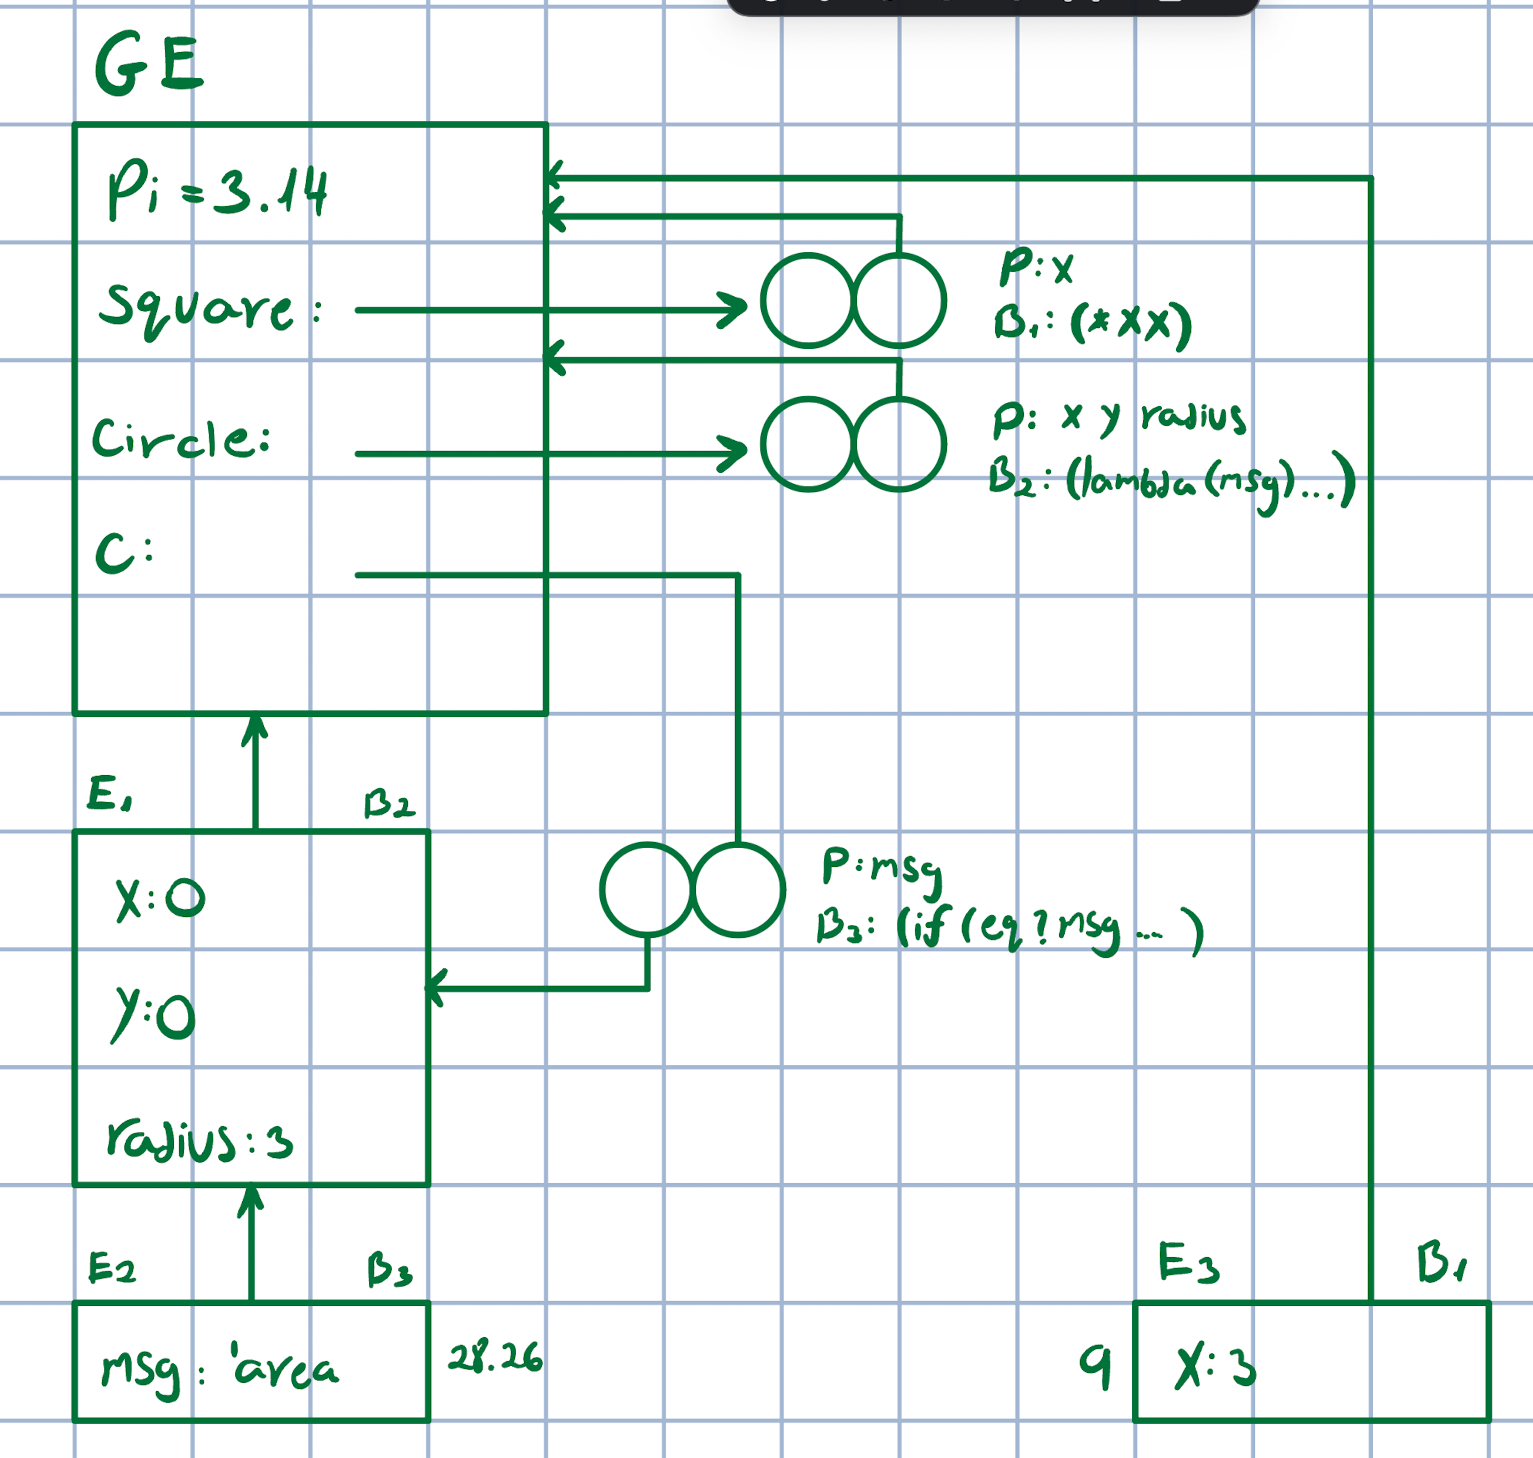 GE
Pi = 3.14
Square:
P: x
B1: (* x x)
Circle:
P: x y radius
B2: (lambda (msg) ...)
C:
E1
B2
X: 0
Y: 0
radius: 3
P: msg
B3: (if (eq? msg ... )
E2
B3
msg: 'area
28.26
E3
B1
9
X: 3